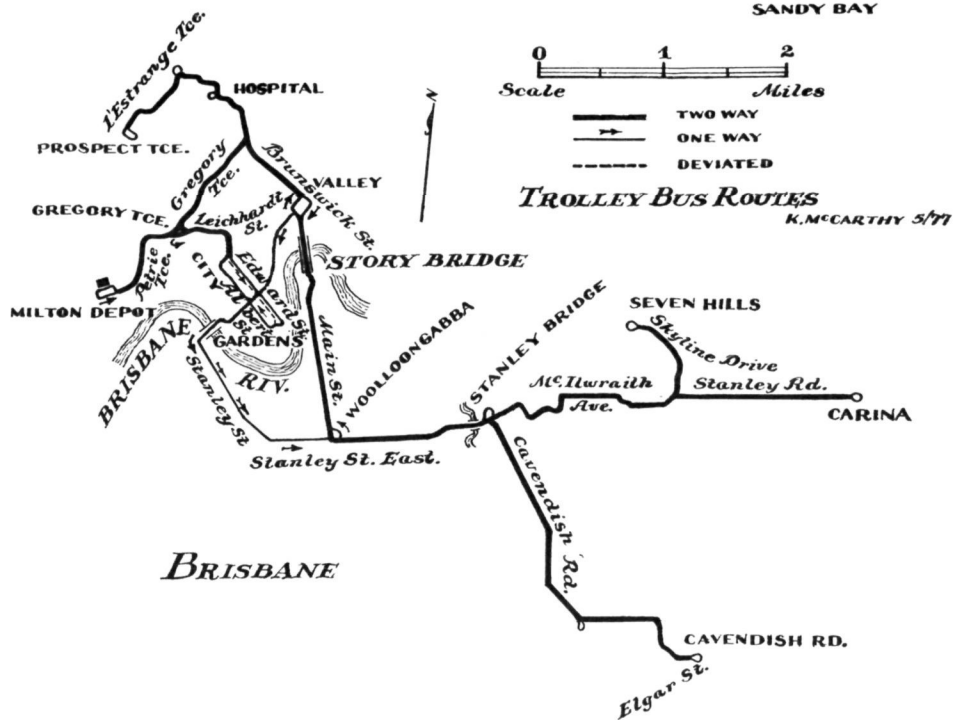 SANDY BAY
0 1 2
Scale Miles
TWO WAY
ONE WAY
DEVIATED
TROLLEY BUS ROUTES
K. McCARTHY 5/77
N
L'Estrange Tce.
HOSPITAL
PROSPECT TCE.
Gregory Tce.
Brunswick St.
VALLEY
GREGORY TCE.
Leichhardt St.
Petrie Tce.
CITY
Albert St.
Edward St.
STORY BRIDGE
MILTON DEPOT
GARDENS
BRISBANE RIV.
Main St.
WOOLLOONGABBA
STANLEY BRIDGE
SEVEN HILLS
Skyline Drive
Mc.Ilwraith Ave.
Stanley Rd.
CARINA
Stanley St
Stanley St. East.
Cavendish Rd.
BRISBANE
CAVENDISH RD.
Elgar St.